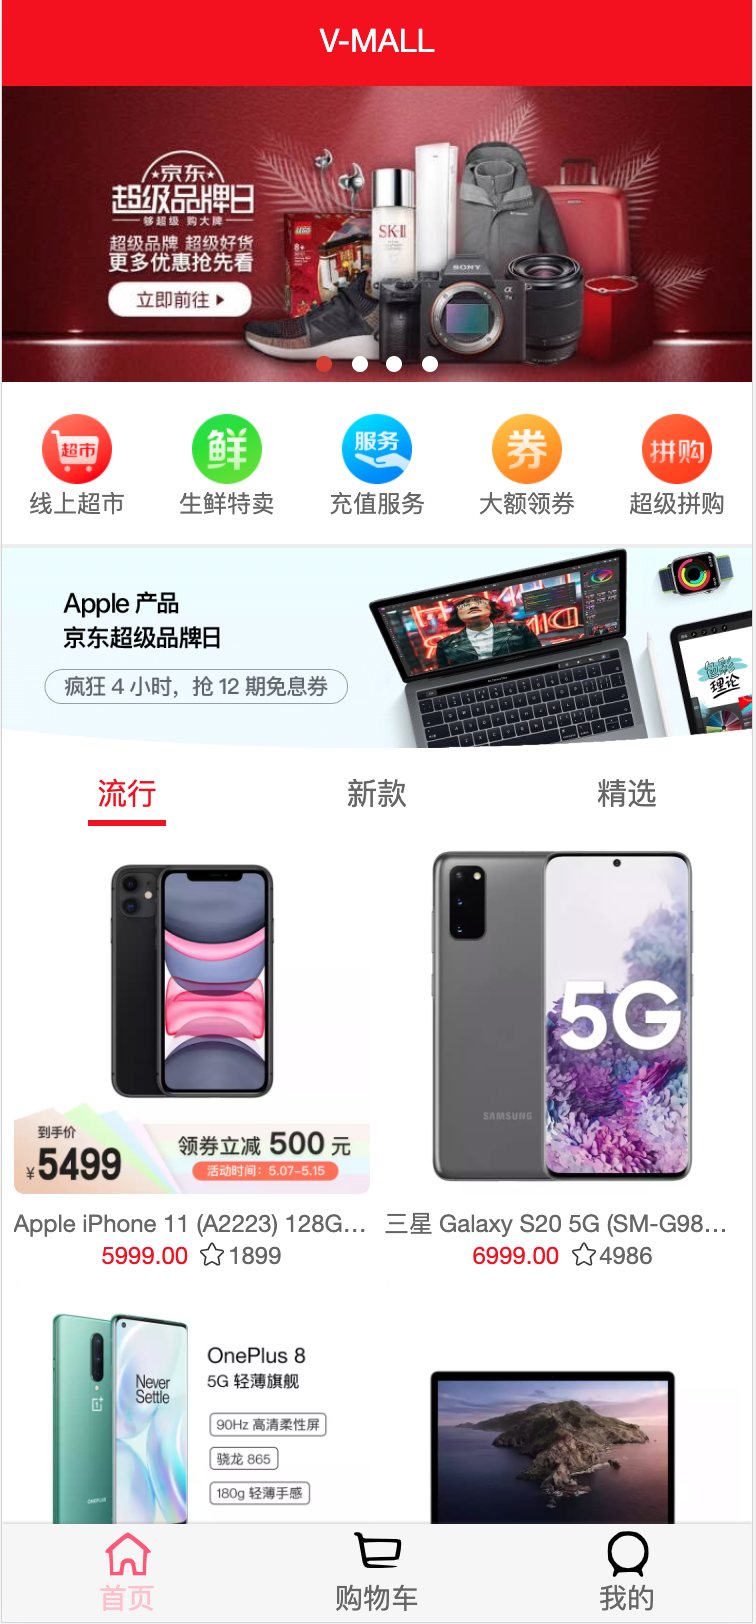 V-MALL
京东
超级品牌日
够超级 购大牌
超级品牌 超级好货
更多优惠抢先看
立即前往
LEGO
8+
SK-II
SONY
α
超市
鲜
服务
券
拼购
线上超市
生鲜特卖
充值服务
大额领券
超级拼购
Apple 产品
京东超级品牌日
疯狂 4 小时，抢 12 期免息券
色彩
理论
流行
新款
精选
5G
SAMSUNG
到手价
¥5499
领券立减 500 元
活动时间：5.07-5.15
Apple iPhone 11 (A2223) 128G...
5999.00 1899
三星 Galaxy S20 5G (SM-G98...
6999.00 4986
OnePlus 8
5G 轻薄旗舰
90Hz 高清柔性屏
骁龙 865
180g 轻薄手感
Never
Settle
ONEPLUS
首页
购物车
我的